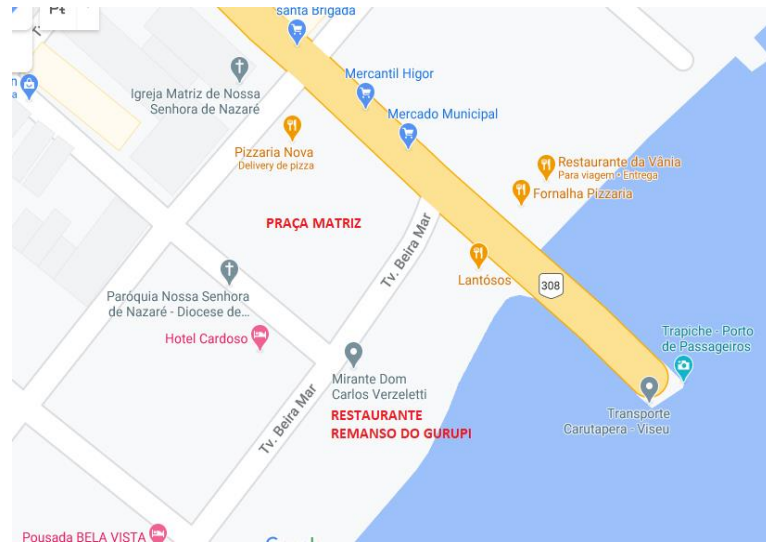 Pt
santa Brigada
Mercantil Higor
Igreja Matriz de Nossa
Senhora de Nazaré
Mercado Municipal
Pizzaria Nova
Delivery de pizza
Restaurante da Vânia
Para viagem • Entrega
Fornalha Pizzaria
PRAÇA MATRIZ
Tv. Beira Mar
Lantósos
308
Paróquia Nossa Senhora
de Nazaré - Diocese de...
Hotel Cardoso
Trapiche - Porto
de Passageiros
Mirante Dom
Carlos Verzeletti
RESTAURANTE
REMANSO DO GURUPI
Transporte
Carutapera - Viseu
Tv. Beira Mar
Pousada BELA VISTA